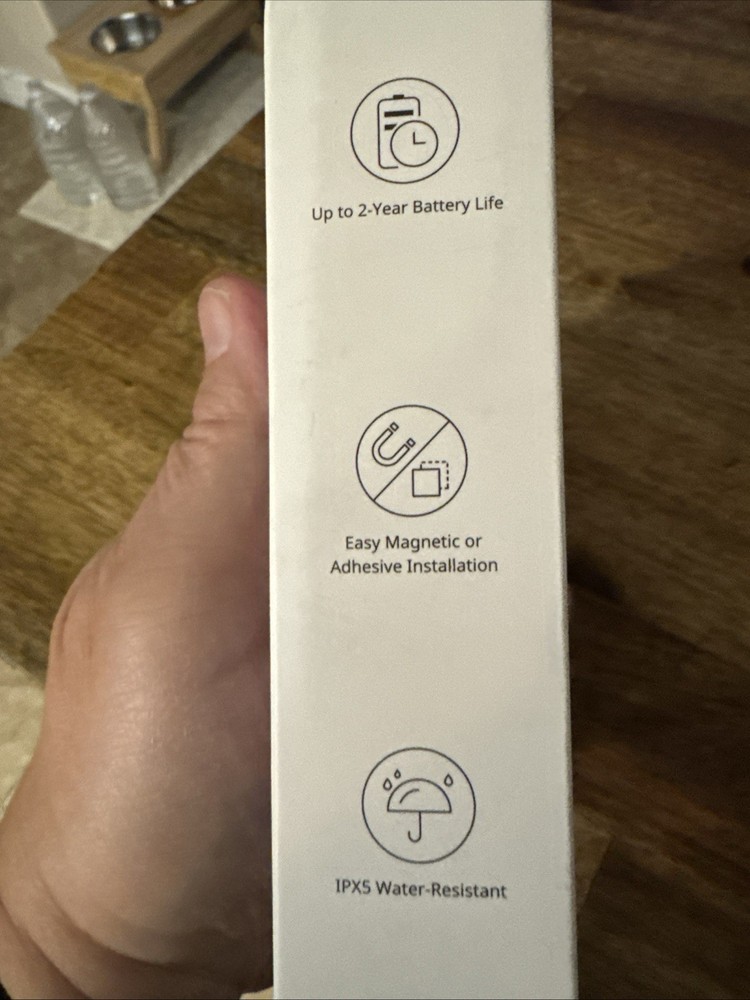 Up to 2-Year Battery Life
Easy Magnetic or
Adhesive Installation
IPX5 Water-Resistant